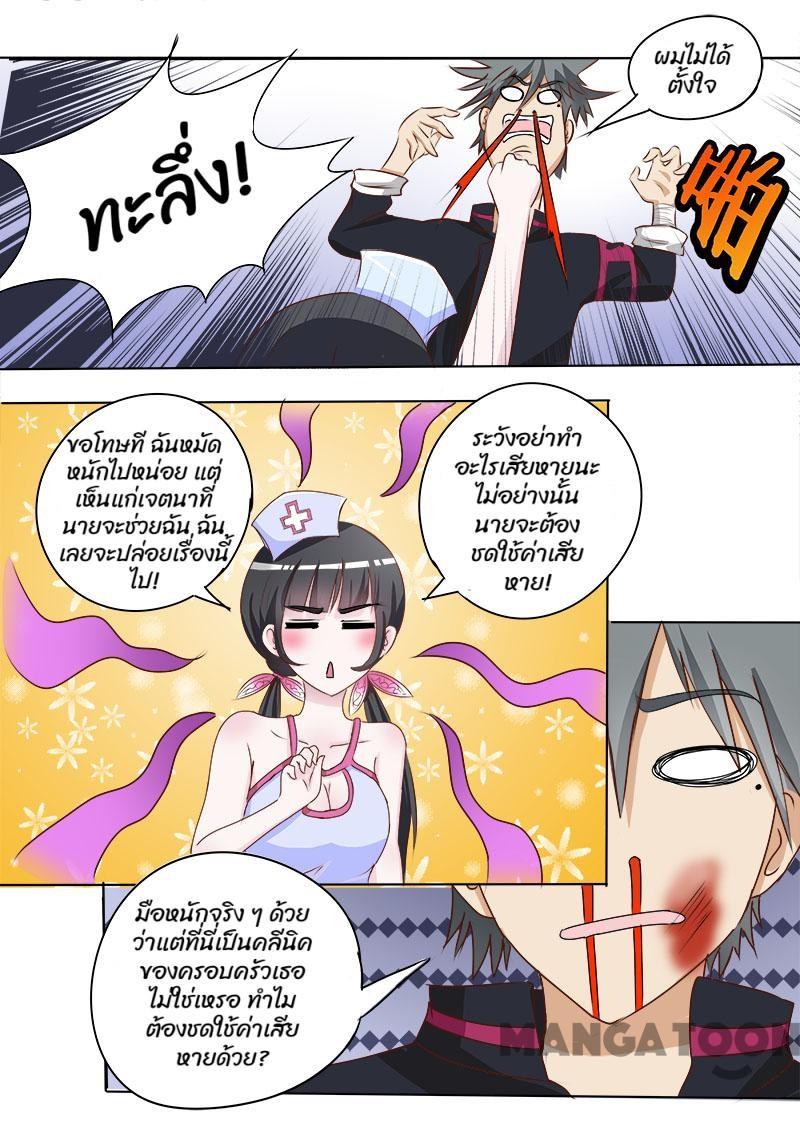 ผมไม่ได้
ตั้งใจ
ทะลึ่ง!
啪
ขอโทษที ฉันหมัด
หนักไปหน่อย แต่
เห็นแก่เจตนาที่
นายจะช่วยฉัน ฉัน
เลยจะปล่อยเรื่องนี้
ไป!
ระวังอย่าทำ
อะไรเสียหายนะ
ไม่อย่างนั้น
นายจะต้อง
ชดใช้ค่าเสีย
หาย!
มือหนักจริง ๆ ด้วย
ว่าแต่ที่นี่เป็นคลีนิค
ของครอบครัวเธอ
ไม่ใช่เหรอ ทำไม
ต้องชดใช้ค่าเสีย
หายด้วย?
MANGA TOON